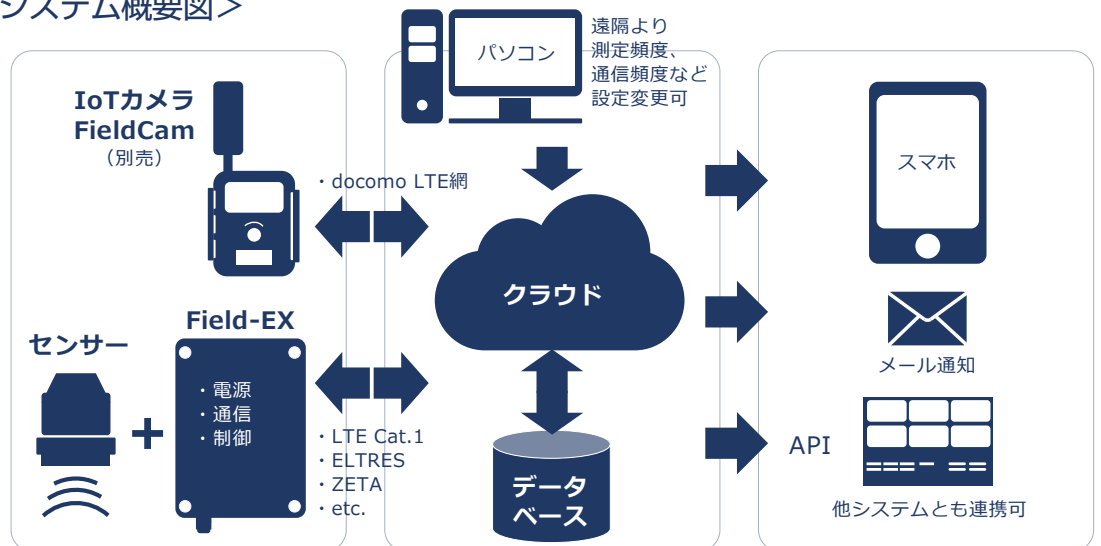 システム概要図＞
IoTカメラ
FieldCam
（別売）
・docomo LTE網
センサー
Field-EX
・電源
・通信
・制御
・LTE Cat.1
・ELTRES
・ZETA
・etc.
パソコン
遠隔より
測定頻度、
通信頻度など
設定変更可
クラウド
データ
ベース
スマホ
メール通知
API
他システムとも連携可